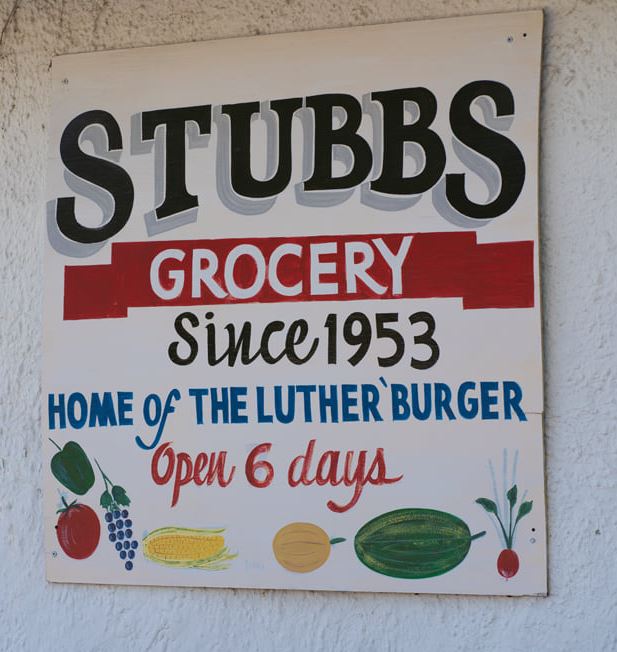 STUBBS
GROCERY
Since 1953
HOME of THE LUTHER`BURGER
Open 6 days